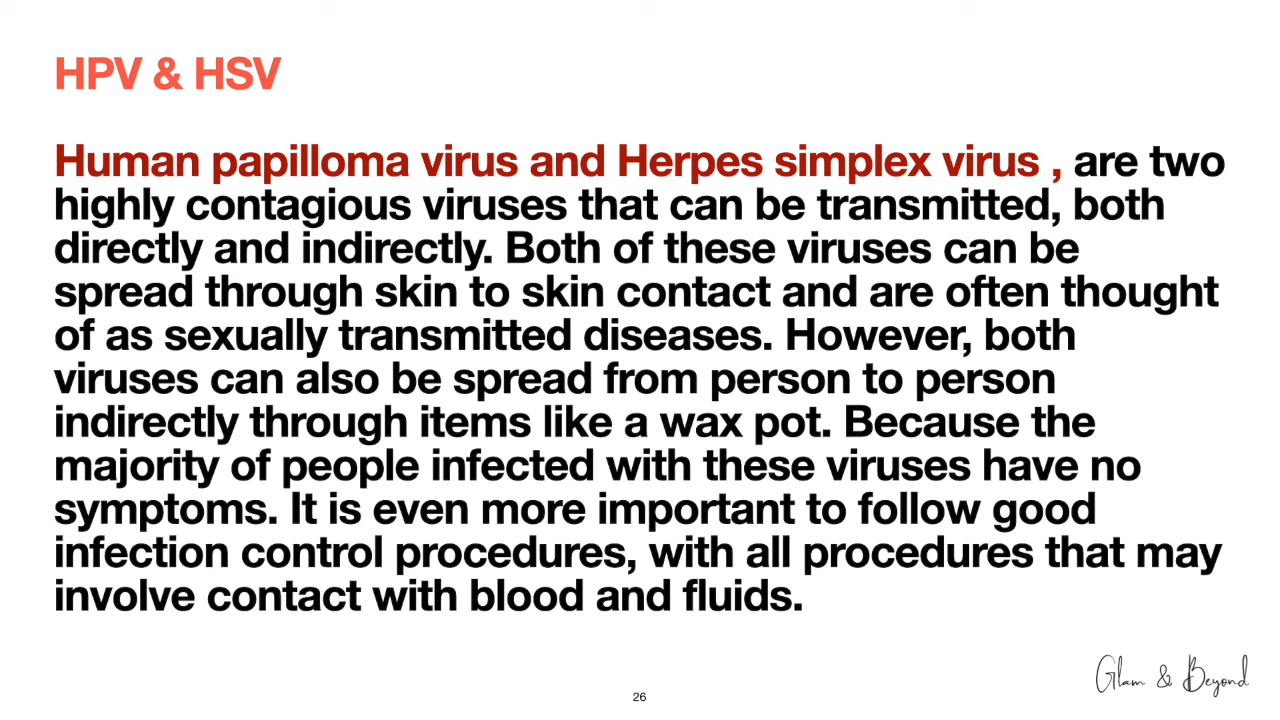 HPV & HSV
Human papilloma virus and Herpes simplex virus , are two
highly contagious viruses that can be transmitted, both
directly and indirectly. Both of these viruses can be
spread through skin to skin contact and are often thought
of as sexually transmitted diseases. However, both
viruses can also be spread from person to person
indirectly through items like a wax pot. Because the
majority of people infected with these viruses have no
symptoms. It is even more important to follow good
infection control procedures, with all procedures that may
involve contact with blood and fluids.
Glam & Beyond
26